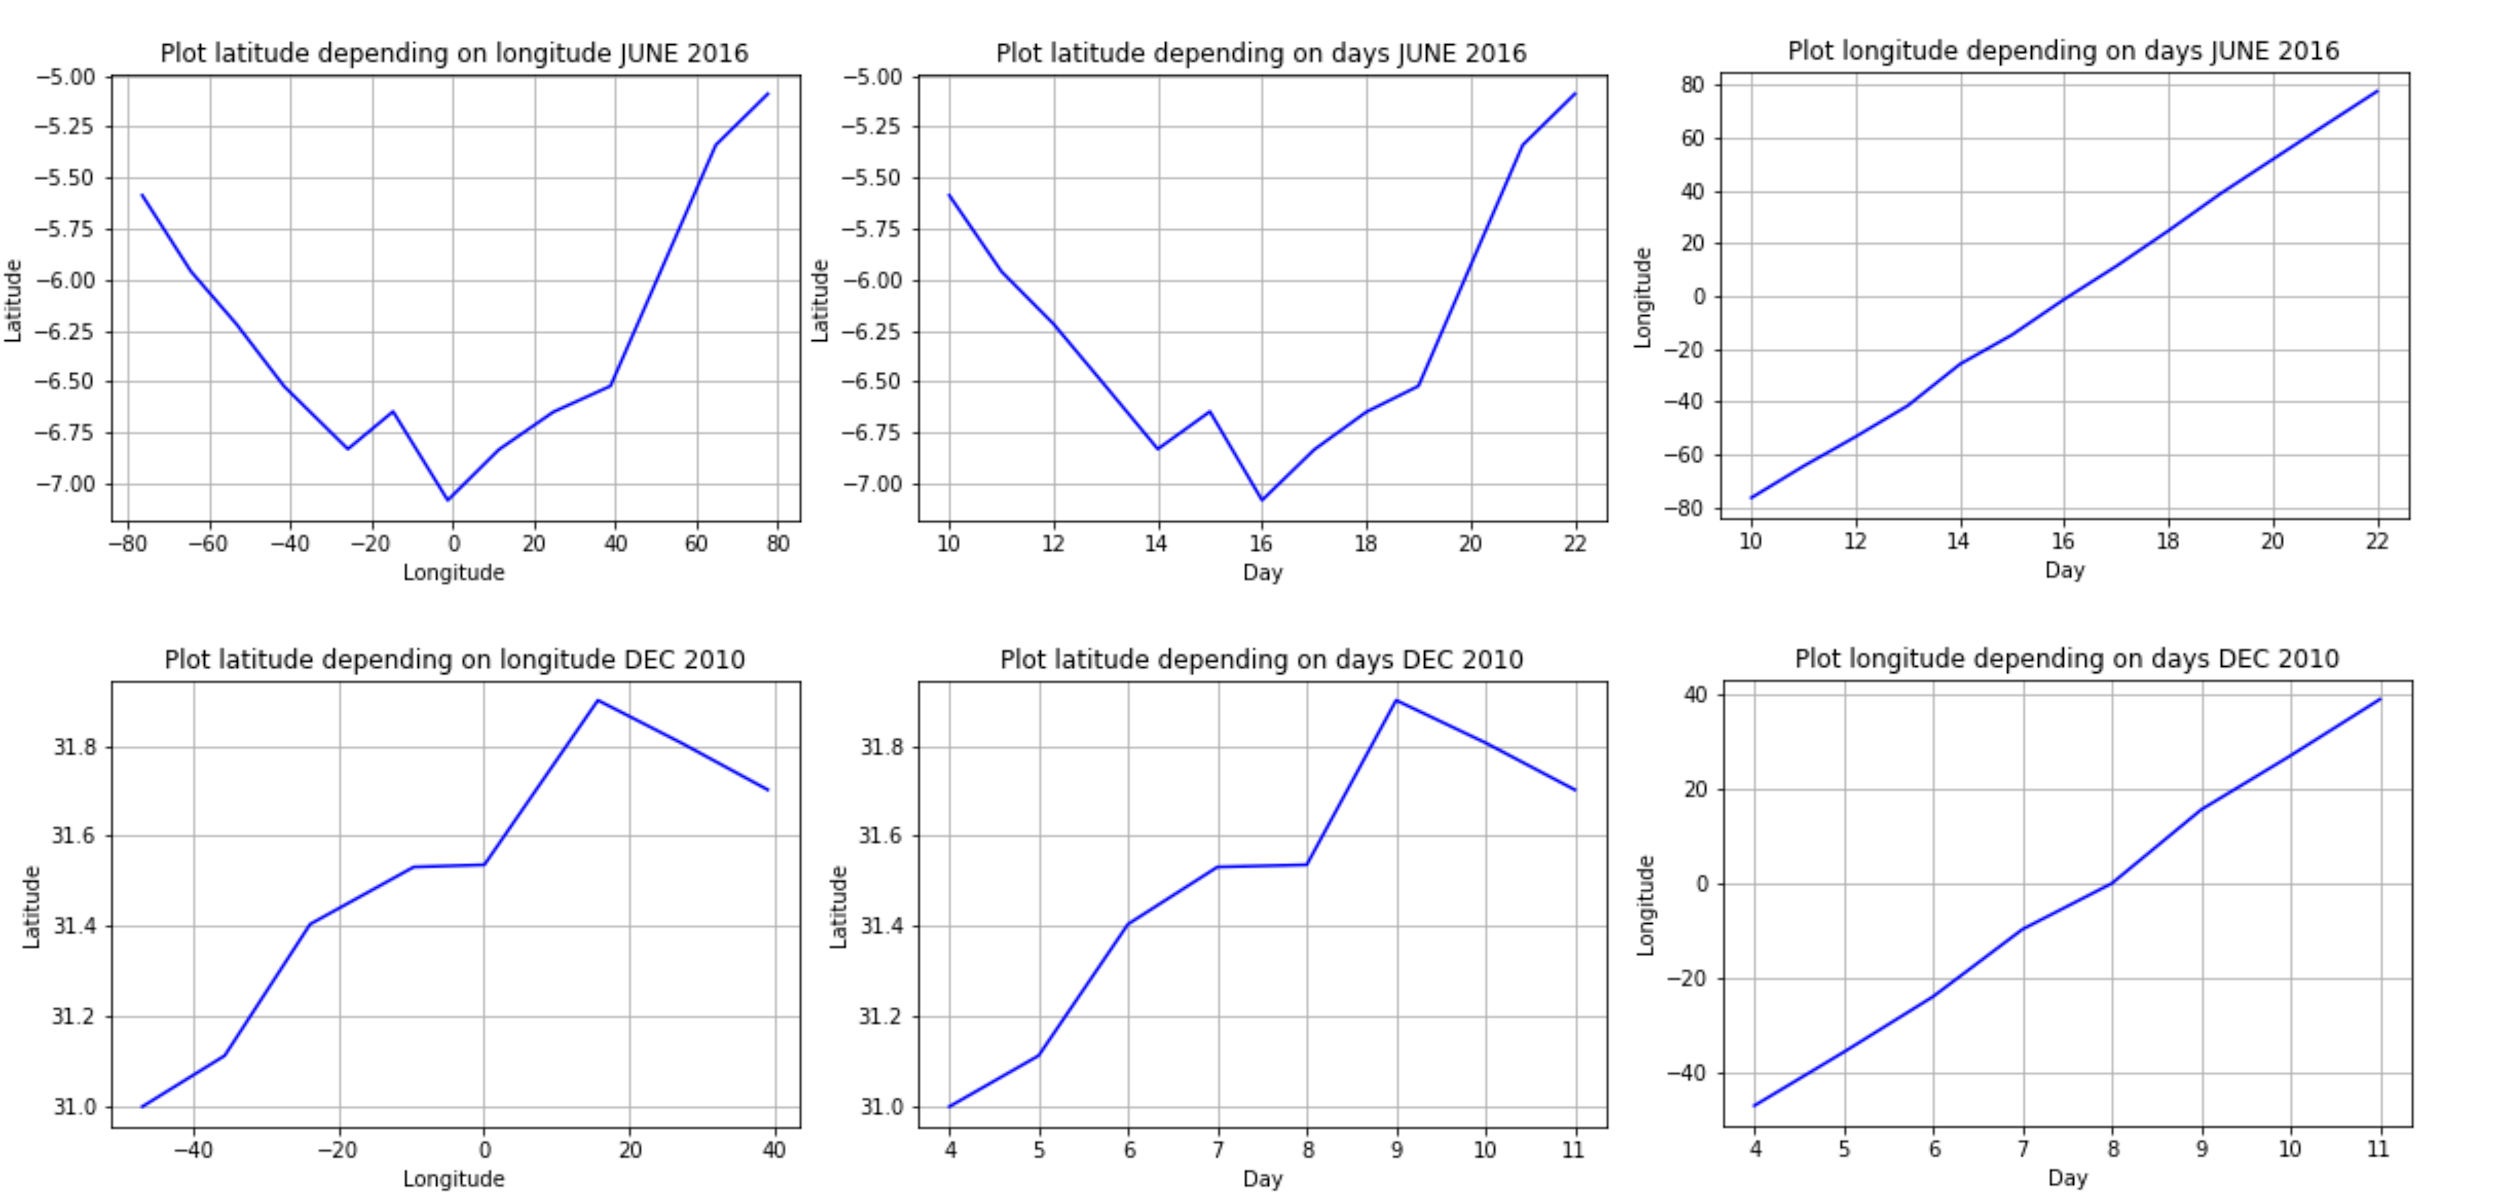 Plot latitude depending on longitude JUNE 2016
−5.00
−5.25
−5.50
−5.75
−6.00
−6.25
−6.50
−6.75
−7.00
Latitude
−80 −60 −40 −20 0 20 40 60 80
Longitude
Plot latitude depending on days JUNE 2016
−5.00
−5.25
−5.50
−5.75
−6.00
−6.25
−6.50
−6.75
−7.00
Latitude
10 12 14 16 18 20 22
Day
Plot longitude depending on days JUNE 2016
80
60
40
20
0
−20
−40
−60
−80
Longitude
10 12 14 16 18 20 22
Day
Plot latitude depending on longitude DEC 2010
31.8
31.6
31.4
31.2
31.0
Latitude
−40 −20 0 20 40
Longitude
Plot latitude depending on days DEC 2010
31.8
31.6
31.4
31.2
31.0
Latitude
4 5 6 7 8 9 10 11
Day
Plot longitude depending on days DEC 2010
40
20
0
−20
−40
Longitude
4 5 6 7 8 9 10 11
Day